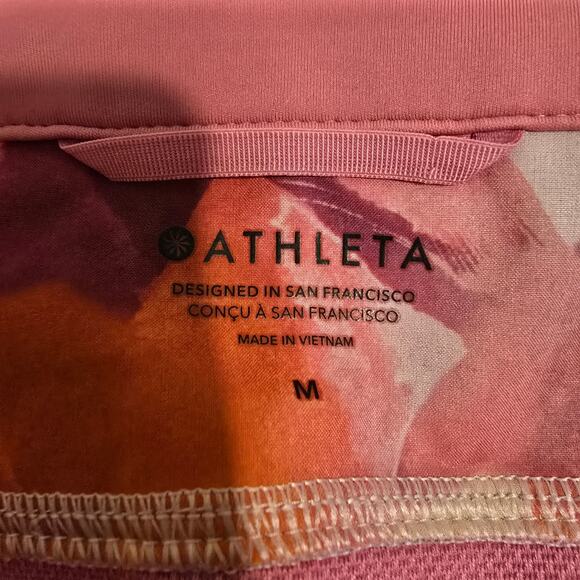 ATHLETA
DESIGNED IN SAN FRANCISCO
CONÇU À SAN FRANCISCO
MADE IN VIETNAM
M